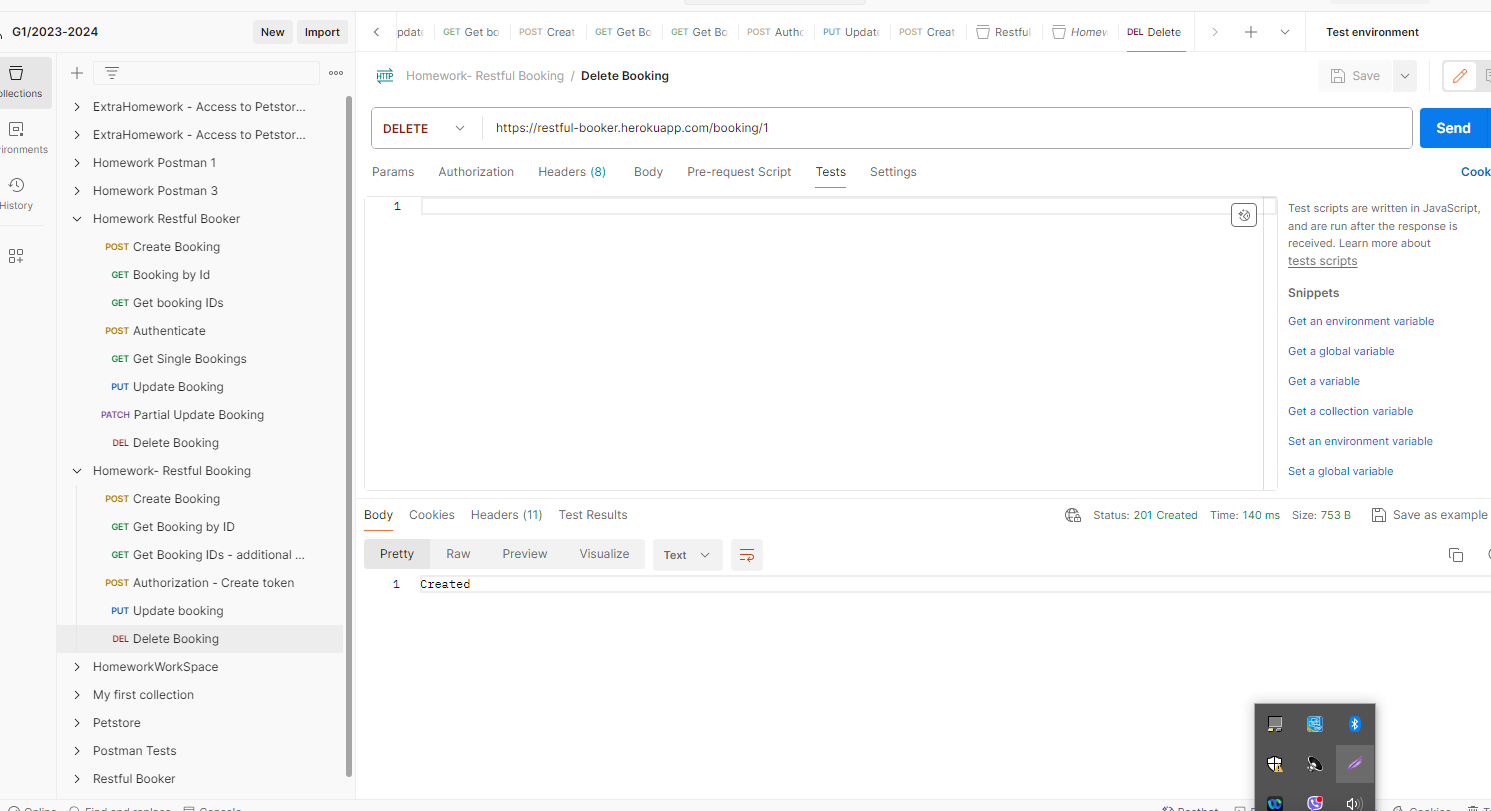 G1/2023-2024
New
Import
GET Get bo
POST Creat
GET Get Bo
GET Get Bo
POST Autho
PUT Update
POST Creat
Restful
Homew
DEL Delete
Test environment
ollections
ironments
History
ExtraHomework - Access to Petstor...
ExtraHomework - Access to Petstor...
Homework Postman 1
Homework Postman 3
Homework Restful Booker
POST Create Booking
GET Booking by Id
GET Get booking IDs
POST Authenticate
GET Get Single Bookings
PUT Update Booking
PATCH Partial Update Booking
DEL Delete Booking
Homework- Restful Booking
POST Create Booking
GET Get Booking by ID
GET Get Booking IDs - additional ...
POST Authorization - Create token
PUT Update booking
DEL Delete Booking
HomeworkWorkSpace
My first collection
Petstore
Postman Tests
Restful Booker
HTTP
Homework- Restful Booking / Delete Booking
Save
DELETE
https://restful-booker.herokuapp.com/booking/1
Send
Params
Authorization
Headers (8)
Body
Pre-request Script
Tests
Settings
Cook
1
Test scripts are written in JavaScript,
and are run after the response is
received. Learn more about
tests scripts
Snippets
Get an environment variable
Get a global variable
Get a variable
Get a collection variable
Set an environment variable
Set a global variable
Body
Cookies
Headers (11)
Test Results
Status: 201 Created
Time: 140 ms
Size: 753 B
Save as example
Pretty
Raw
Preview
Visualize
Text
1
Created
Online
Find and replace
Console
Postbot
Cookies